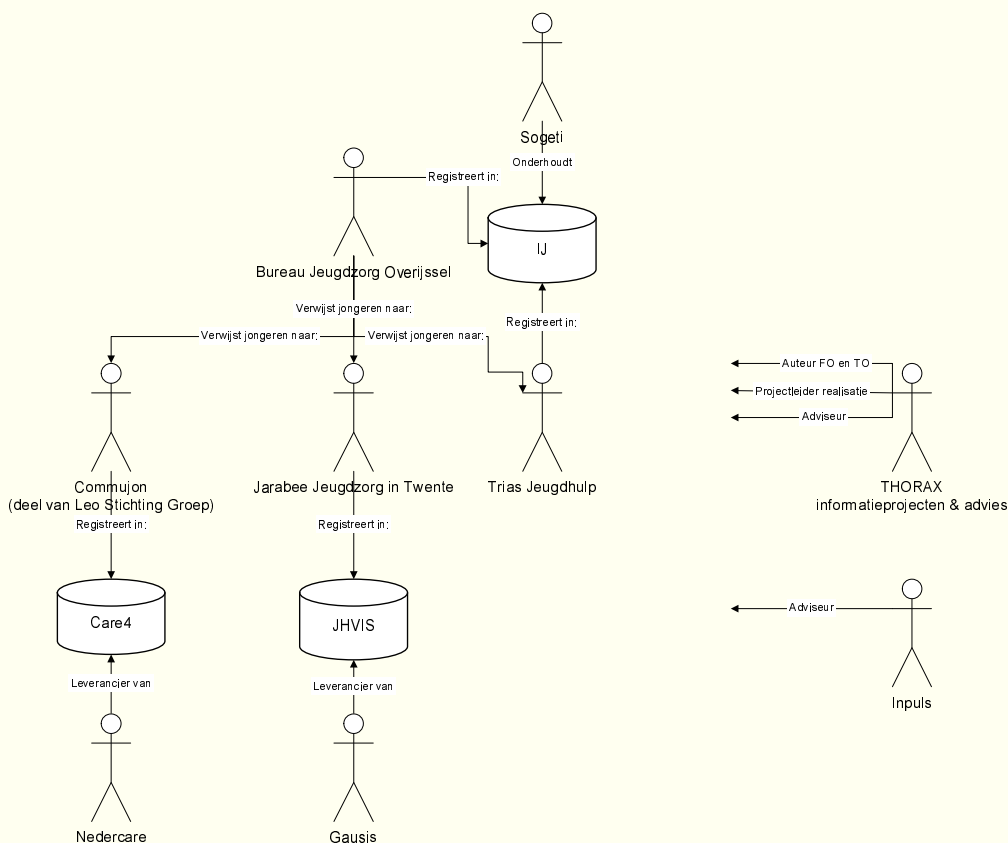 Sogeti
Onderhoudt
Registreert in:
IJ
Bureau Jeugdzorg Overijssel
Verwijst jongeren naar:
Registreert in:
Verwijst jongeren naar:
Verwijst jongeren naar:
Auteur FO en TO
Projectleider realisatie
Adviseur
Commujon
(deel van Leo Stichting Groep)
Jarabee Jeugdzorg in Twente
Trias Jeugdhulp
THORAX
informatieprojecten & advies
Registreert in:
Registreert in:
Care4
JHVIS
Adviseur
Leverancier van
Leverancier van
Inpuls
Nedercare
Gausis